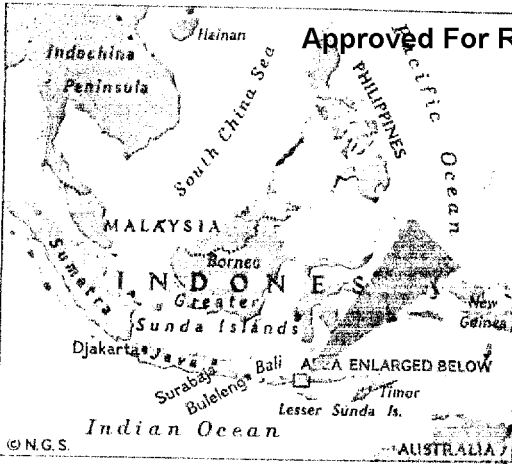 Approved For R
Hainan
Pacific Ocean
Indochina
Peninsula
South China Sea
PHILIPPINES
MALAYSIA
Sumatra
Borneo
INDONES
Greater
Sunda Islands
New
Guinea
Djakarta
Java
Surabaja
Buleleng
Bali
AREA ENLARGED BELOW
Timor
Lesser Sunda Is.
Indian Ocean
© N.G.S.
AUSTRALIA